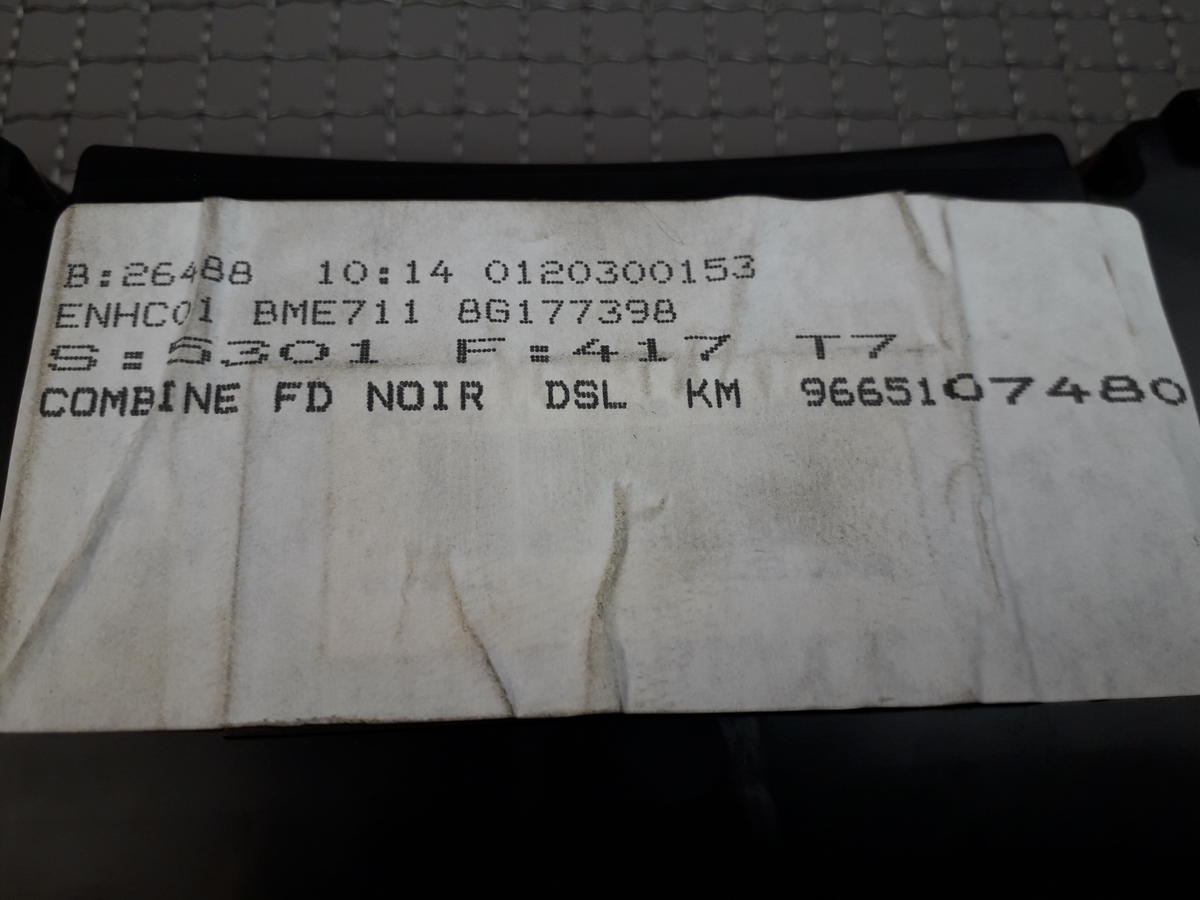 B:26488 10:14 0120300153
ENHC01 BME711 8G177398
S:5301 F:417 T7
COMBINE FD NOIR DSL KM 9665107480